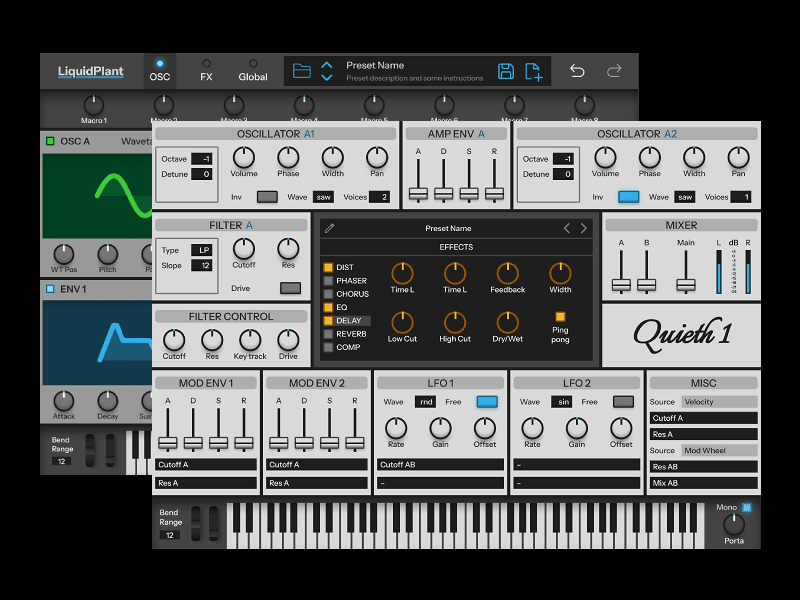 LiquidPlant
OSC
FX
Global
Preset Name
Preset description and some instructions
Macro 1
Macro 2
Macro 3
Macro 4
Macro 5
Macro 6
Macro 7
Macro 8
OSC A
WT Pos
Pitch
ENV 1
Attack
Decay
Bend
Range
12
OSCILLATOR A1
Octave -1
Detune 0
Volume Phase Width Pan
Inv Wave saw Voices 2
AMP ENV A
A D S R
OSCILLATOR A2
Octave -1
Detune 0
Volume Phase Width Pan
Inv Wave saw Voices 1
FILTER A
Type LP
Slope 12
Cutoff Res
Drive
FILTER CONTROL
Cutoff Res Key track Drive
Preset Name
EFFECTS
DIST
PHASER
CHORUS
EQ
DELAY
REVERB
COMP
Time L Time L Feedback Width
Low Cut High Cut Dry/Wet
Ping
pong
MIXER
A B Main L dB R
Quieth 1
MOD ENV 1
A D S R
Cutoff A
Res A
MOD ENV 2
A D S R
Cutoff A
Res A
LFO 1
Wave rnd Free
Rate Gain Offset
Cutoff AB
–
LFO 2
Wave sin Free
Rate Gain Offset
–
–
MISC
Source Velocity
Cutoff A
Res A
Source Mod Wheel
Res AB
Mix AB
Bend
Range
12
Mono
Porta